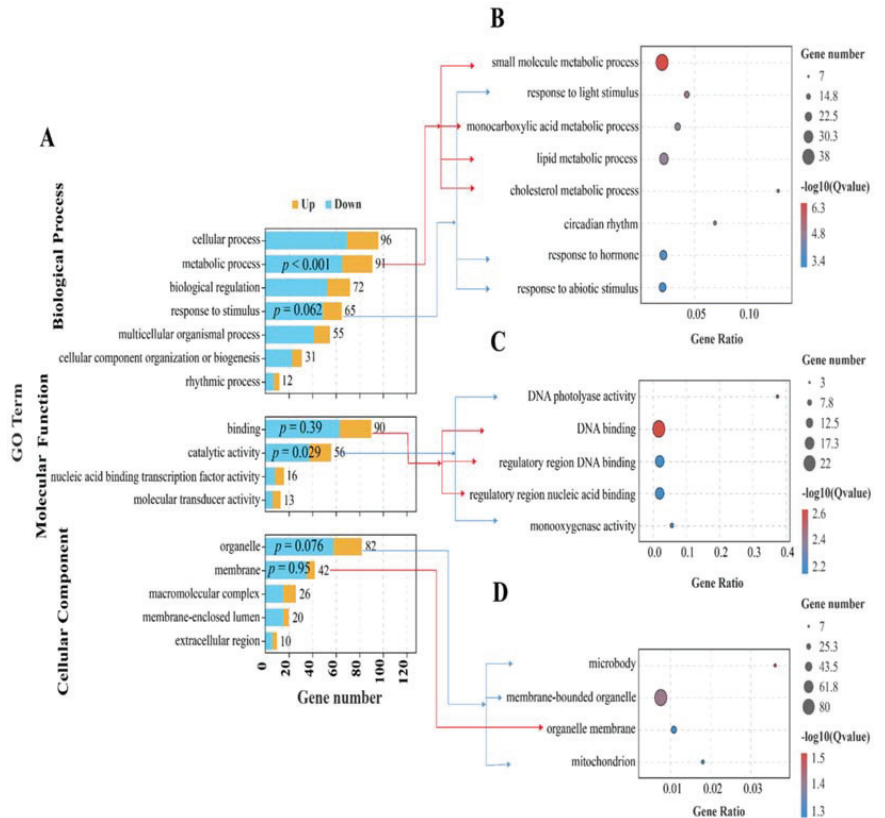 A
GO Term
Biological Process
Molecular Function
Cellular Component
Up Down
cellular process 96
metabolic process p < 0.001 91
biological regulation 72
response to stimulus p = 0.062 65
multicellular organismal process 55
cellular component organization or biogenesis 31
rhythmic process 12
binding p = 0.39 90
catalytic activity p = 0.029 56
nucleic acid binding transcription factor activity 16
molecular transducer activity 13
organelle p = 0.076 82
membrane p = 0.95 42
macromolecular complex 26
membrane-enclosed lumen 20
extracellular region 10
0 20 40 60 80 100 120
Gene number
B
small molecule metabolic process
response to light stimulus
monocarboxylic acid metabolic process
lipid metabolic process
cholesterol metabolic process
circadian rhythm
response to hormone
response to abiotic stimulus
0.05 0.10
Gene Ratio
Gene number
7
14.8
22.5
30.3
38
-log10(Qvalue)
6.3
4.8
3.4
C
DNA photolyase activity
DNA binding
regulatory region DNA binding
regulatory region nucleic acid binding
monooxygenase activity
0.0 0.1 0.2 0.3 0.4
Gene Ratio
Gene number
3
7.8
12.5
17.3
22
-log10(Qvalue)
2.6
2.4
2.2
D
microbody
membrane-bounded organelle
organelle membrane
mitochondrion
0.01 0.02 0.03
Gene Ratio
Gene number
7
25.3
43.5
61.8
80
-log10(Qvalue)
1.5
1.4
1.3